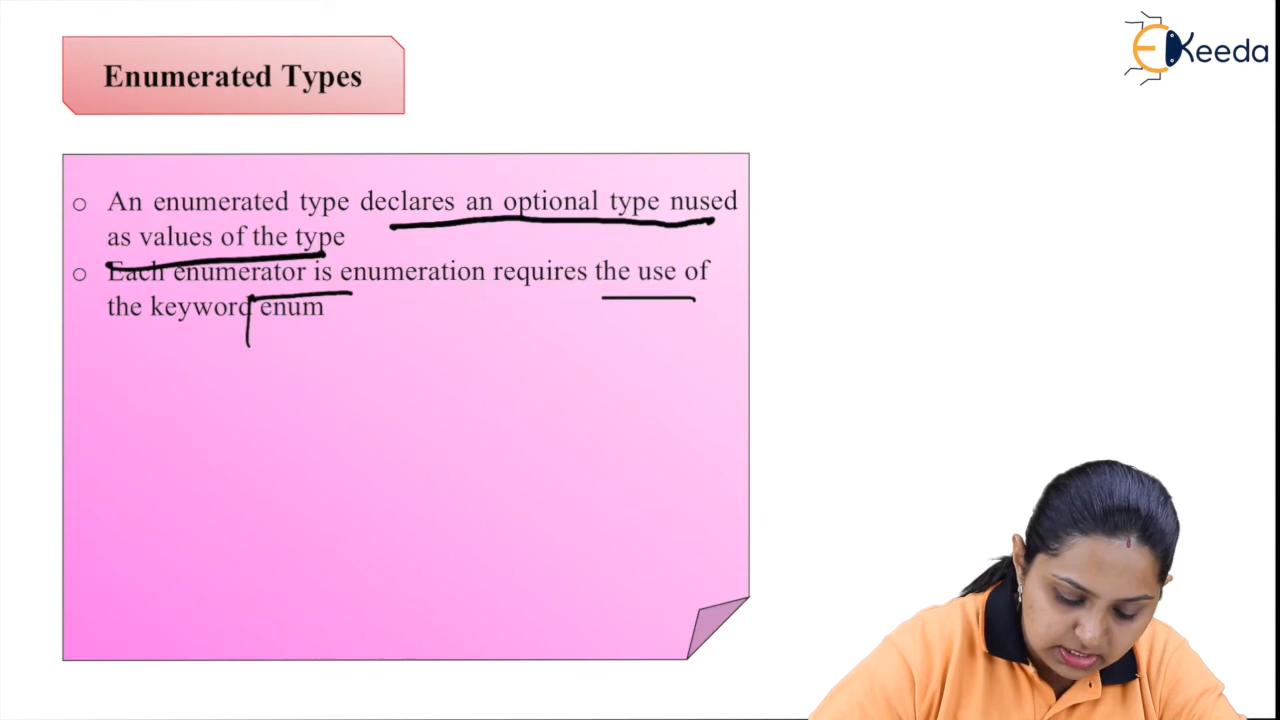 Enumerated Types
EKeeda
○ An enumerated type declares an optional type nused
as values of the type
○ Each enumerator is enumeration requires the use of
the keyword enum